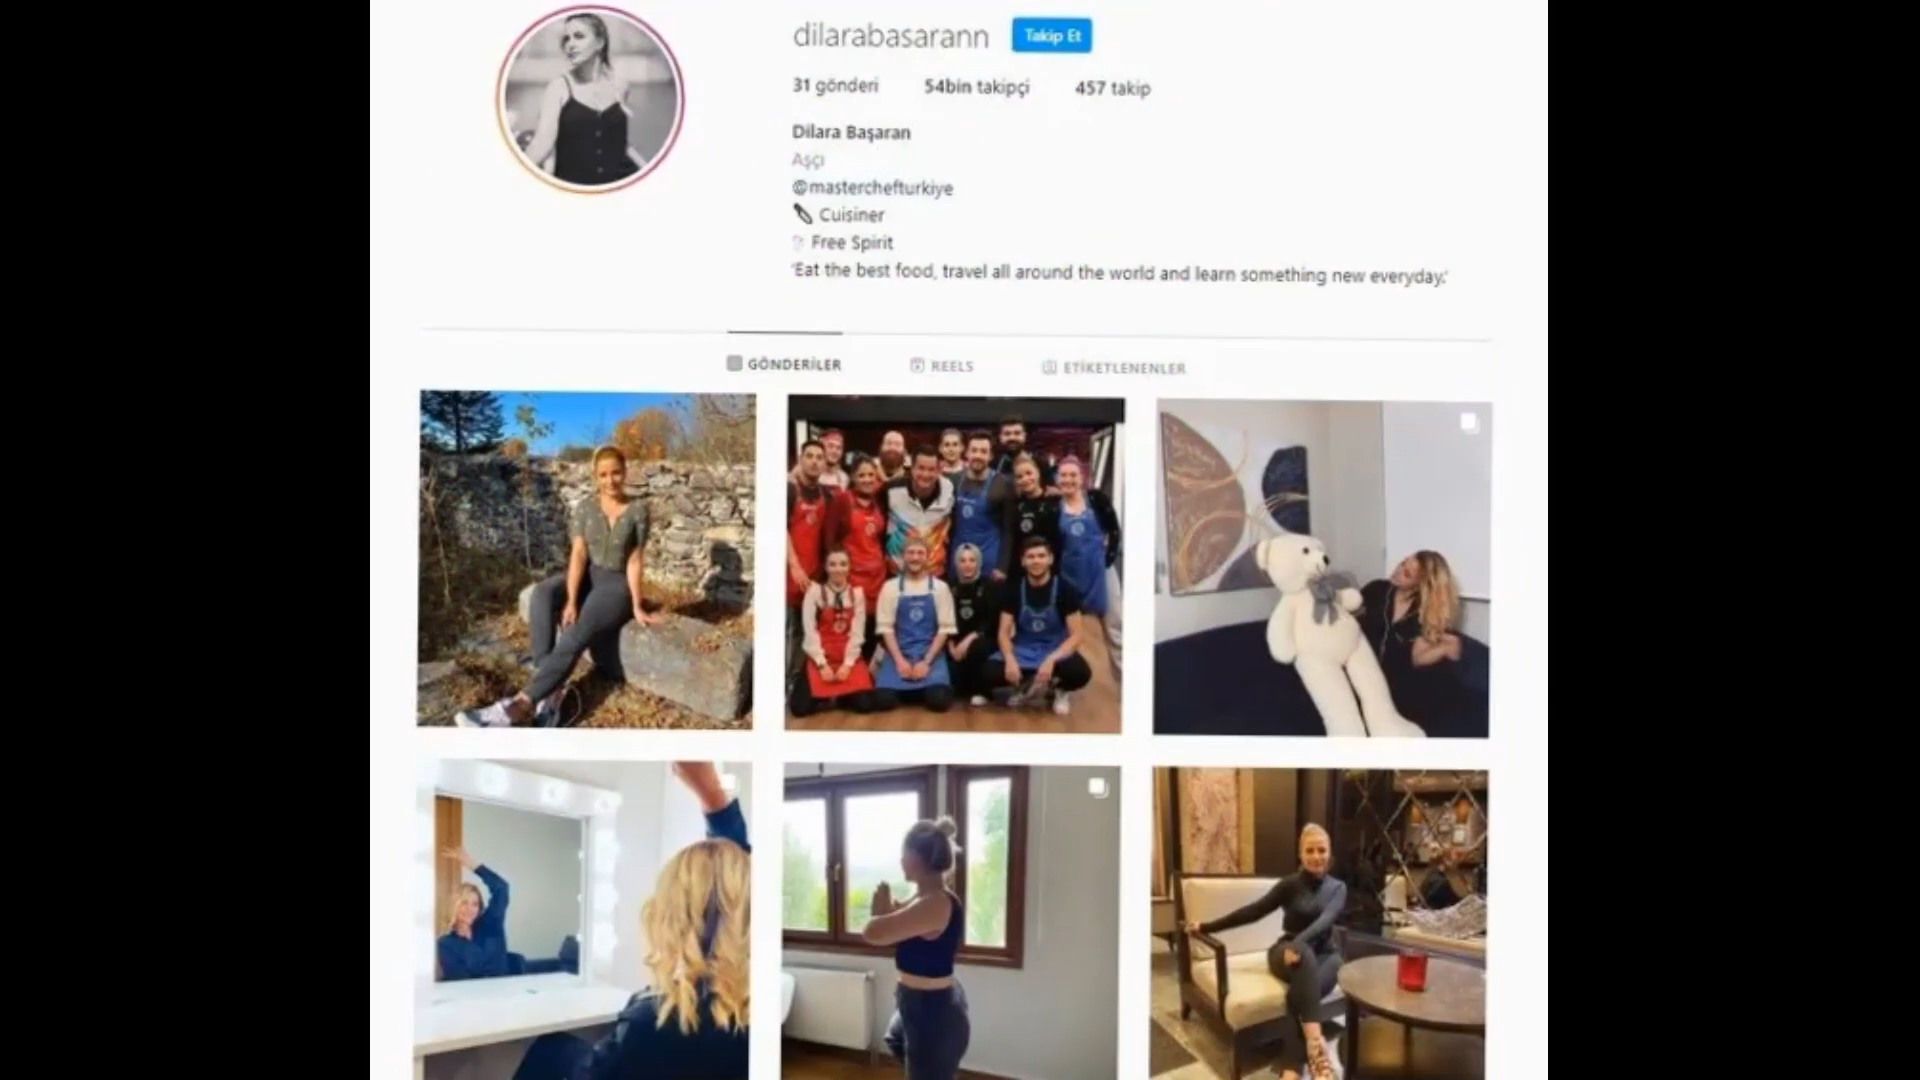 dilarabasarann Takip Et
31 gönderi 54bin takipçi 457 takip
Dilara Başaran
Aşçı
@masterchefturkiye
Cuisiner
Free Spirit
'Eat the best food, travel all around the world and learn something new everyday.'
GÖNDERİLER REELS ETİKETLENENLER